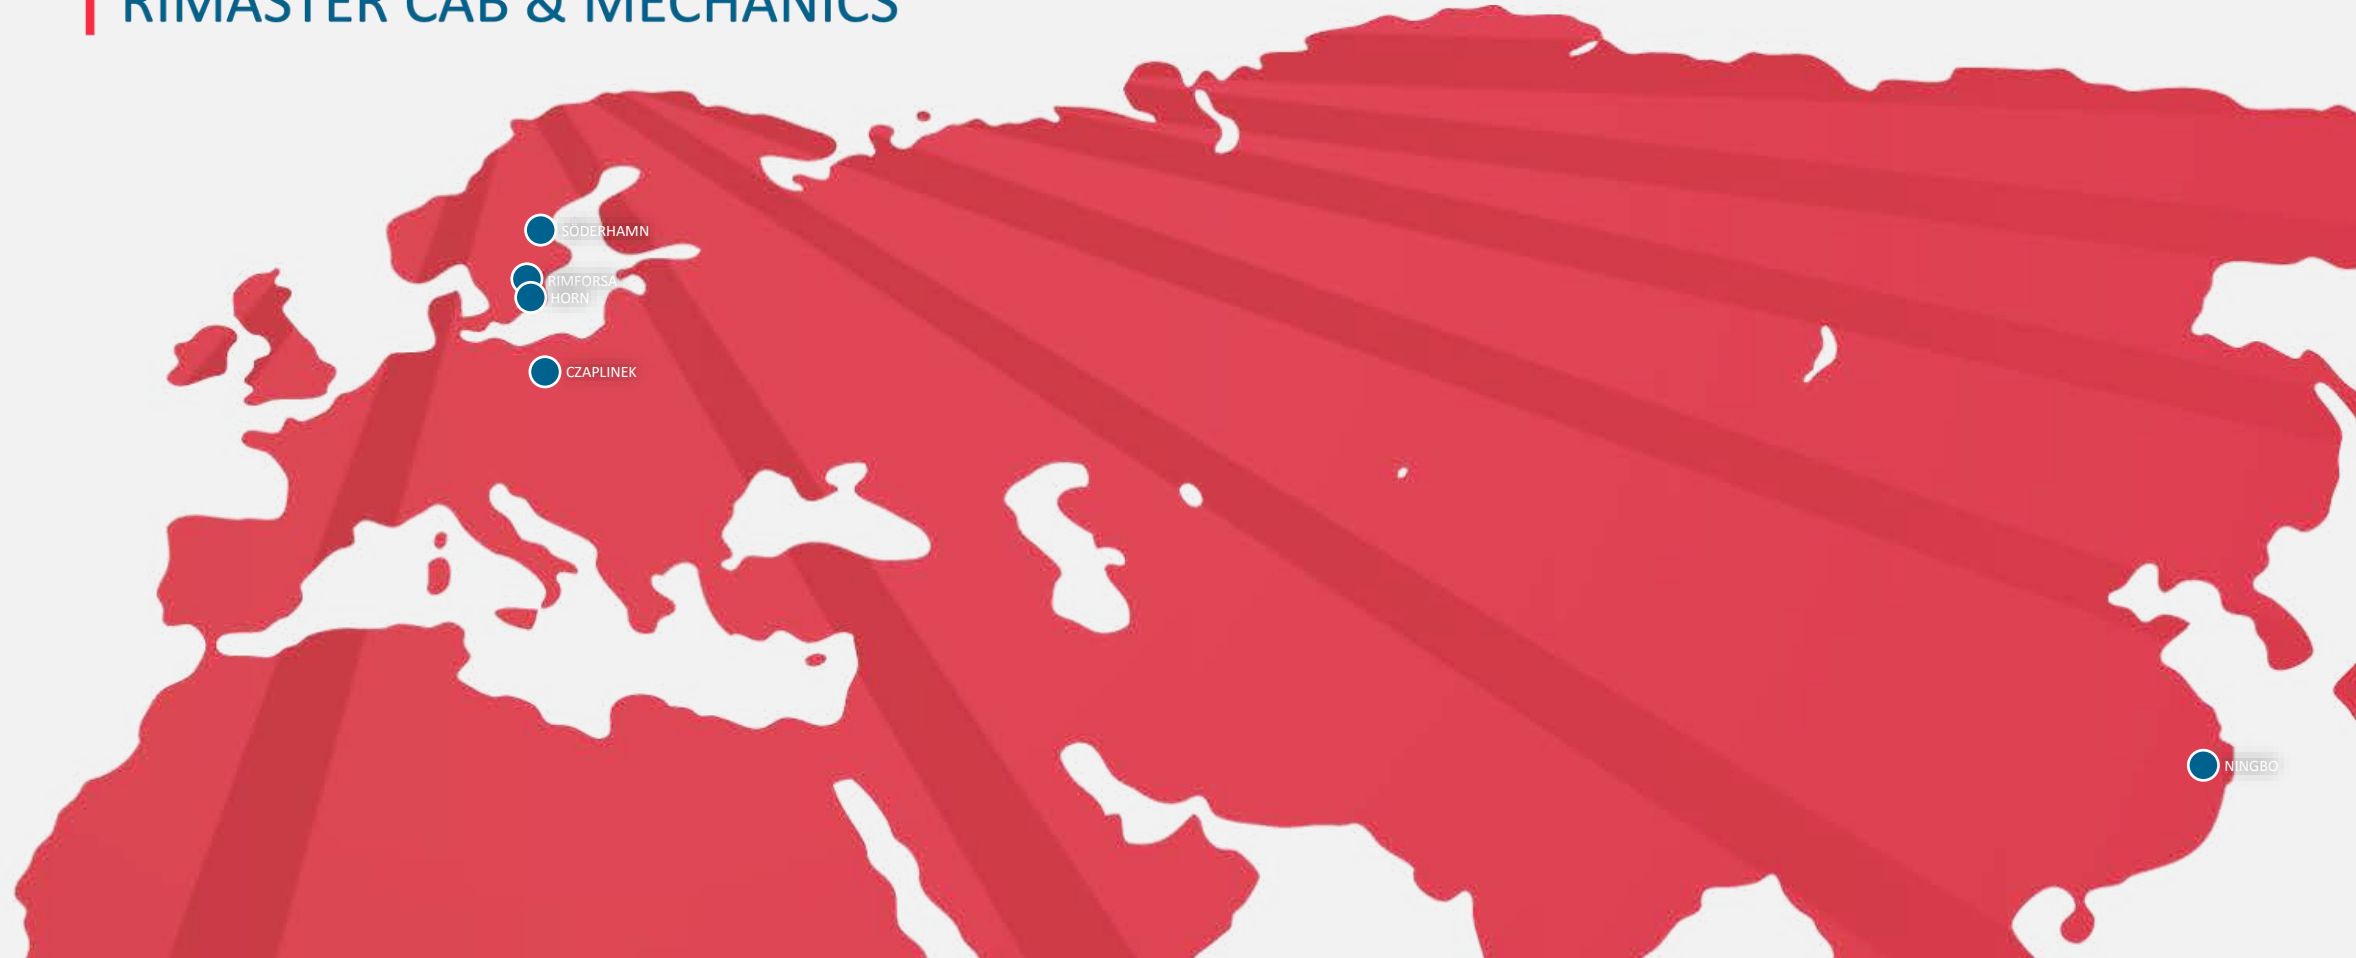 RIMASTER CAB & MECHANICS
SÖDERHAMN
RIMFORSA
HORN
CZAPLINEK
NINGBO